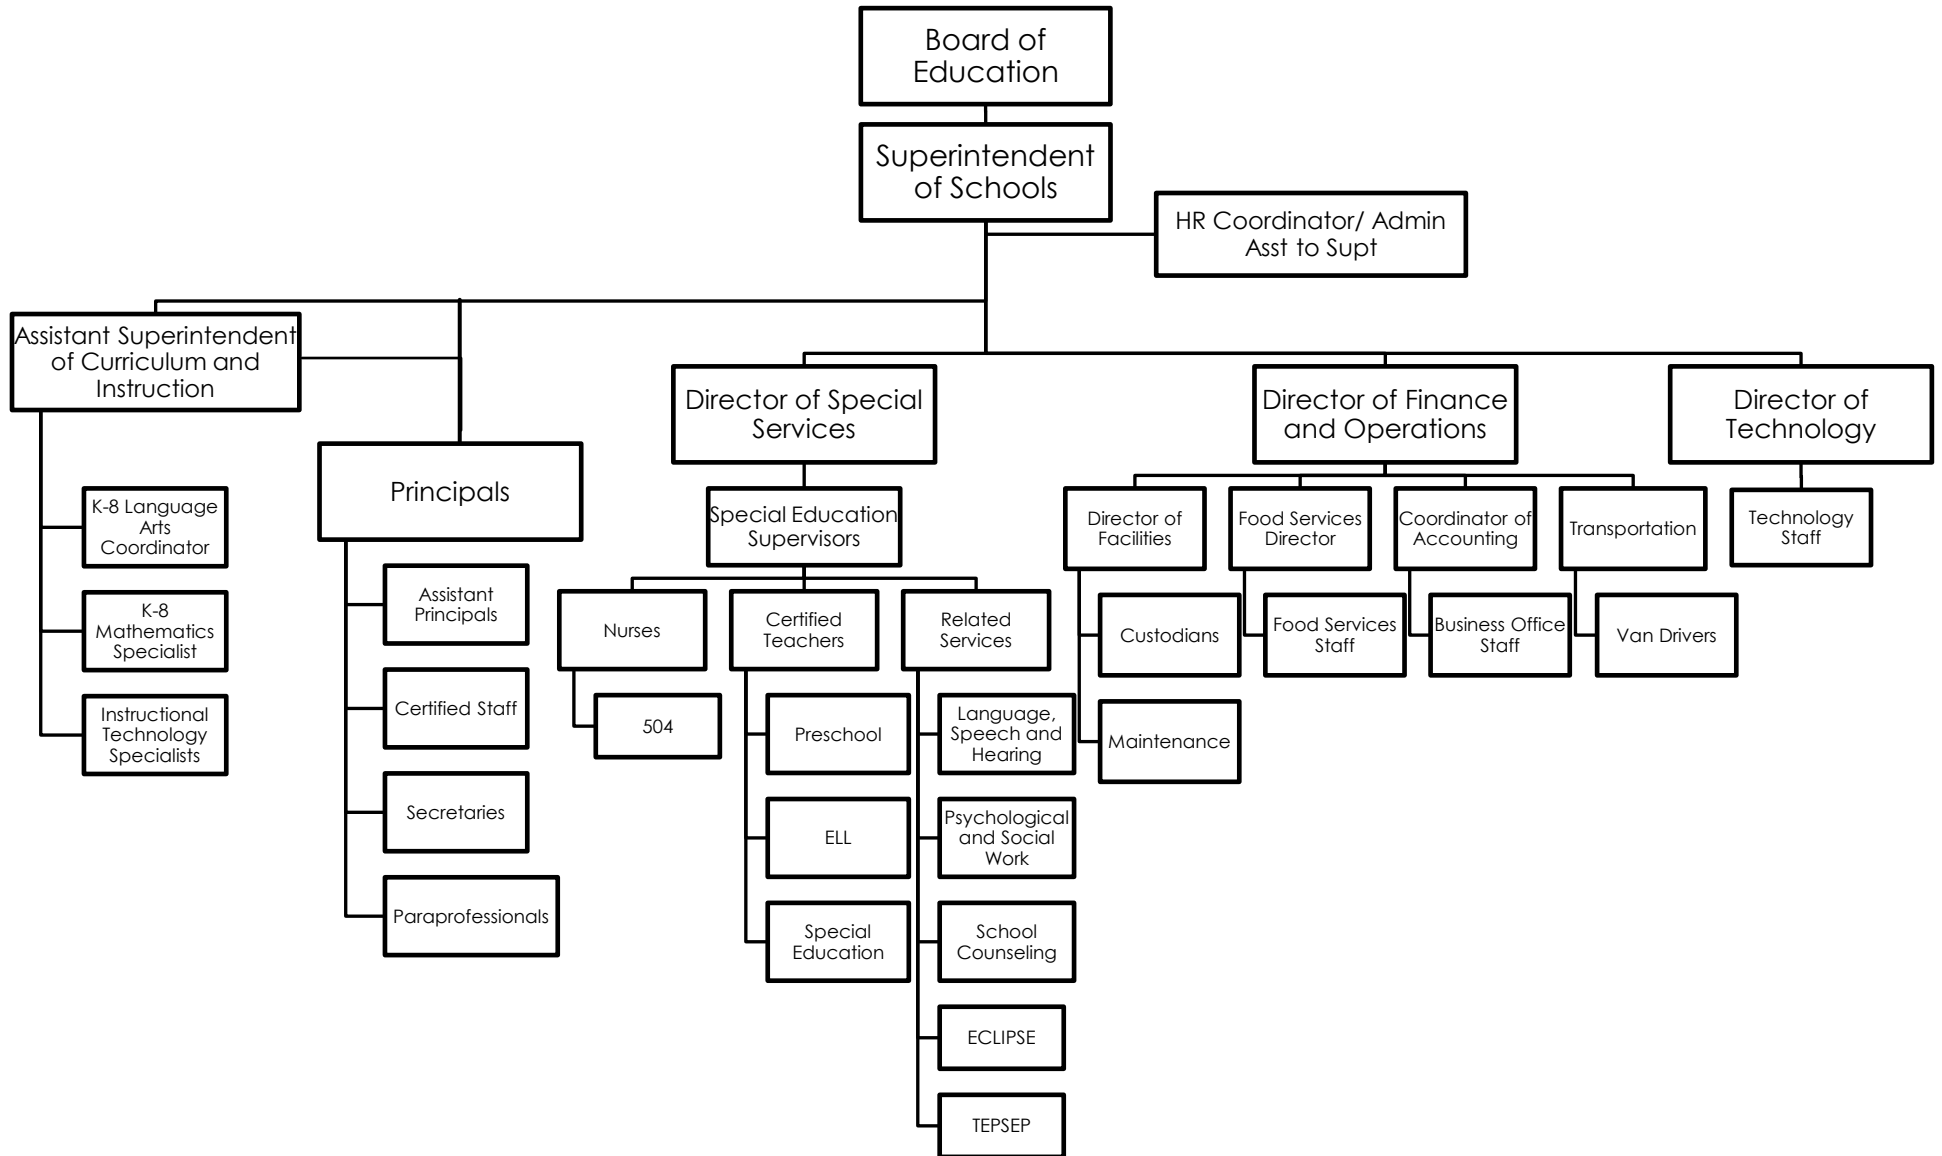 Board of
Education
Superintendent
of Schools
HR Coordinator/ Admin
Asst to Supt
Assistant Superintendent
of Curriculum and
Instruction
K-8 Language
Arts
Coordinator
K-8
Mathematics
Specialist
Instructional
Technology
Specialists
Principals
Assistant
Principals
Certified Staff
Secretaries
Paraprofessionals
Director of Special
Services
Special Education
Supervisors
Nurses
504
Certified
Teachers
Preschool
ELL
Special
Education
Related
Services
Language,
Speech and
Hearing
Psychological
and Social
Work
School
Counseling
ECLIPSE
TEPSEP
Director of Finance
and Operations
Director of
Facilities
Custodians
Maintenance
Food Services
Director
Food Services
Staff
Coordinator of
Accounting
Business Office
Staff
Transportation
Van Drivers
Director of
Technology
Technology
Staff